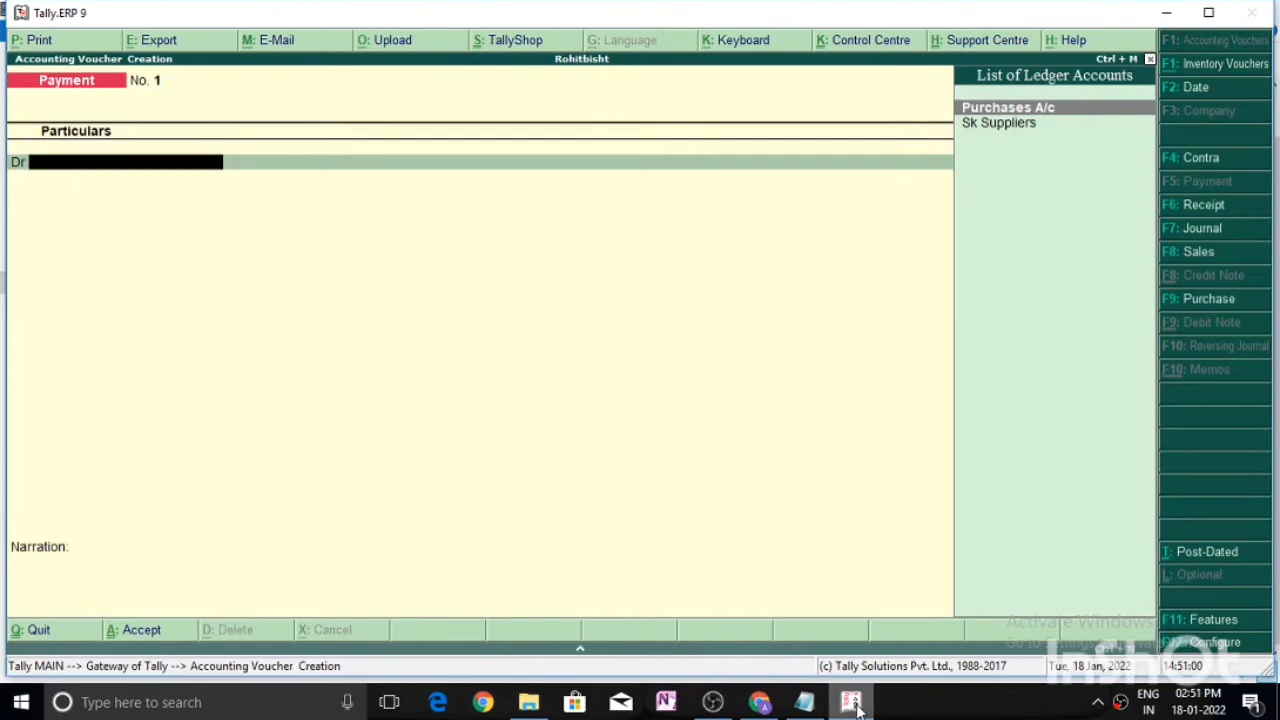 Tally.ERP 9
P: Print
E: Export
M: E-Mail
O: Upload
S: TallyShop
G: Language
K: Keyboard
K: Control Centre
H: Support Centre
H: Help
F1: Accounting Vouchers
Accounting Voucher Creation
Rohitbisht
Ctrl + M
F1: Inventory Vouchers
Payment No. 1
List of Ledger Accounts
F2: Date
Purchases A/c
F3: Company
Sk Suppliers
Particulars
Dr
F4: Contra
F5: Payment
F6: Receipt
F7: Journal
F8: Sales
F8: Credit Note
F9: Purchase
F9: Debit Note
F10: Reversing Journal
F10: Memos
Narration:
T: Post-Dated
L: Optional
F11: Features
F12: Configure
Activate Windows
InShOt
Q: Quit
A: Accept
D: Delete
X: Cancel
Tally MAIN --> Gateway of Tally --> Accounting Voucher Creation
(c) Tally Solutions Pvt. Ltd., 1988-2017
Tue, 18 Jan, 2022
14:51:00
Type here to search
ENG
IN
02:51 PM
18-01-2022